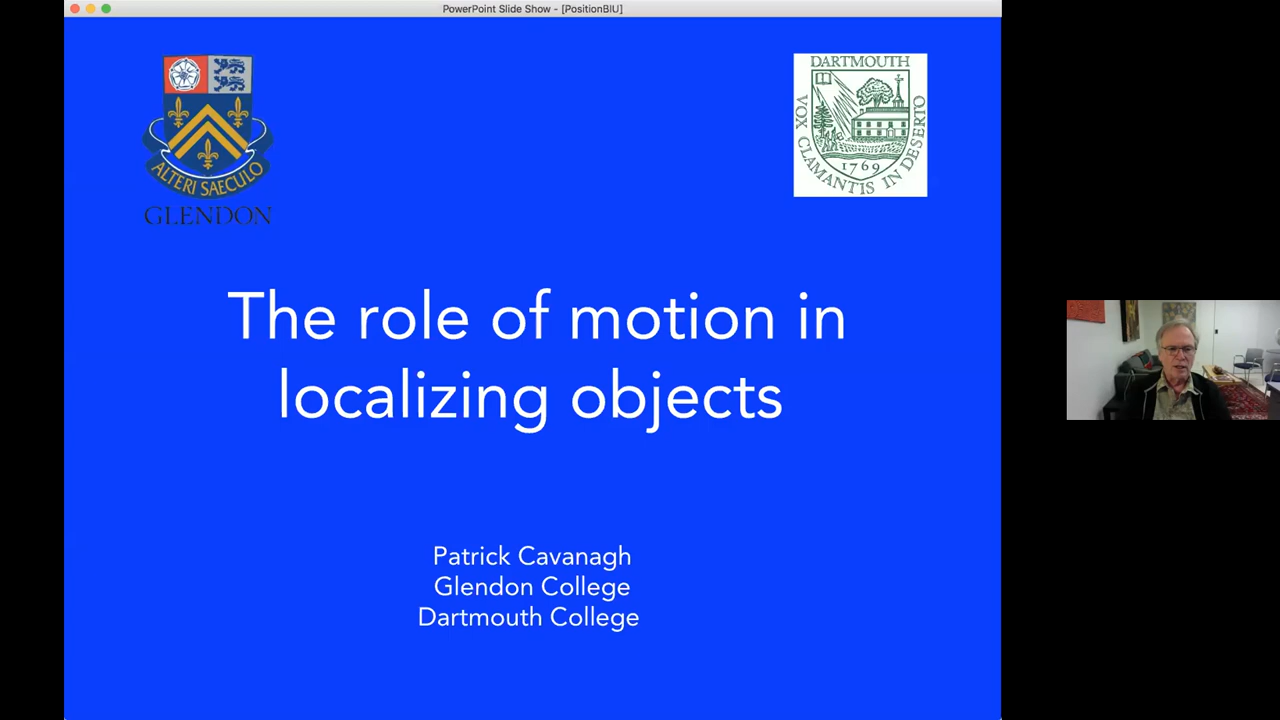 PowerPoint Slide Show - [PositionBIU]
ALTERI SAECULO
GLENDON
DARTMOUTH
VOX CLAMANTIS IN DESERTO
1769
The role of motion in
localizing objects
Patrick Cavanagh
Glendon College
Dartmouth College